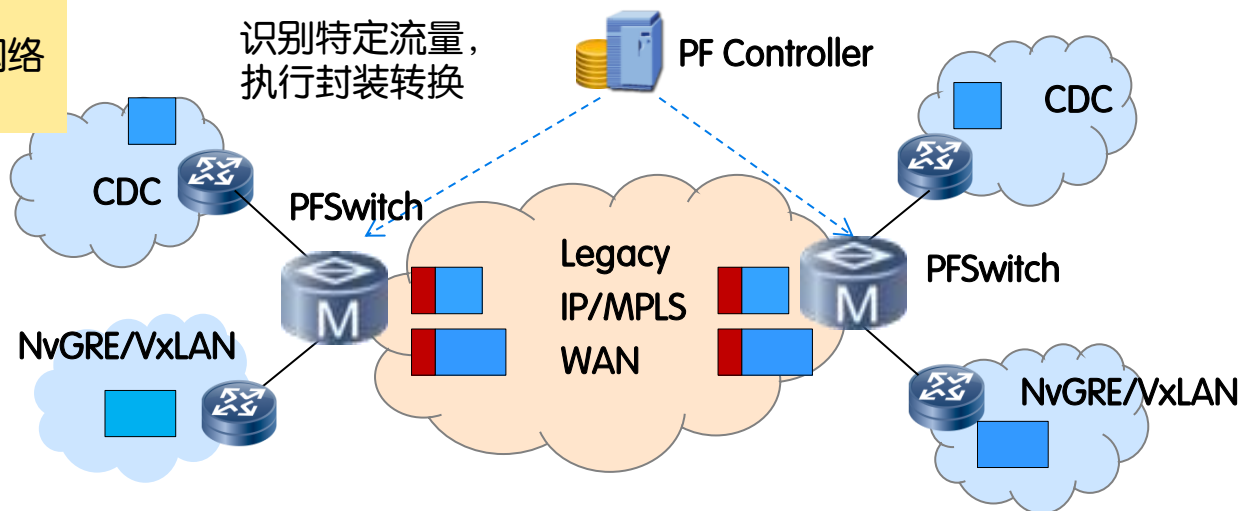 网络
识别特定流量，
执行封装转换
PF Controller
CDC
CDC
PFSwitch
Legacy
IP/MPLS
WAN
PFSwitch
M
M
NvGRE/VxLAN
NvGRE/VxLAN